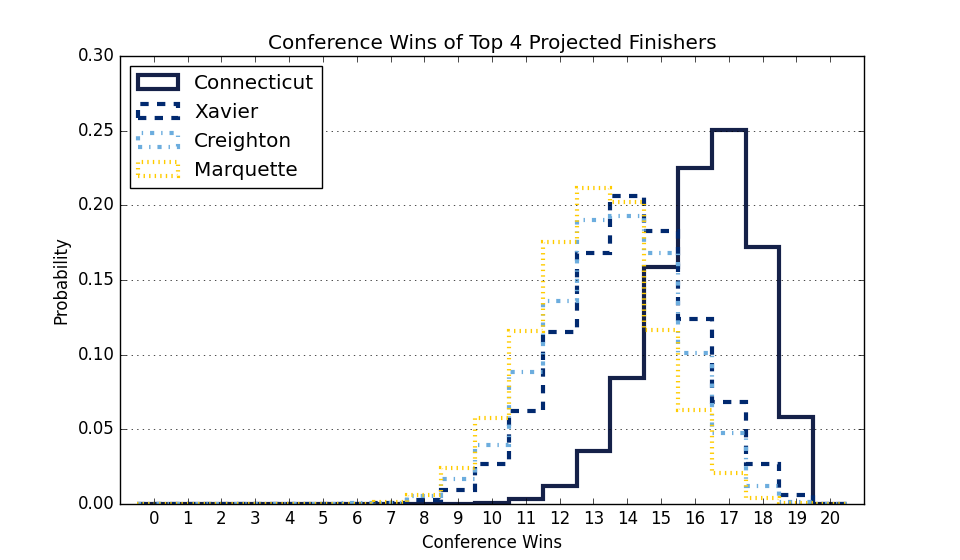 Conference Wins of Top 4 Projected Finishers
0.30
0.25
0.20
0.15
0.10
0.05
0.00
Probability
Connecticut
Xavier
Creighton
Marquette
0 1 2 3 4 5 6 7 8 9 10 11 12 13 14 15 16 17 18 19 20
Conference Wins